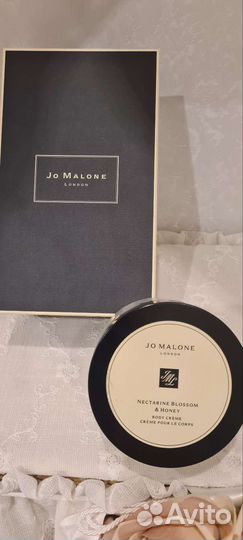 JO MALONE
LONDON
JO MALONE
LONDON
NECTARINE BLOSSOM
& HONEY
BODY CRÈME
CRÈME POUR LE CORPS
Avito